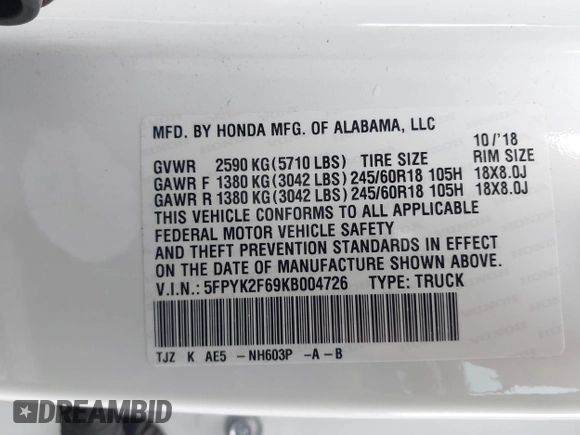 MFD. BY HONDA MFG. OF ALABAMA, LLC
10/'18
GVWR 2590 KG(5710 LBS) TIRE SIZE RIM SIZE
GAWR F 1380 KG(3042 LBS) 245/60R18 105H 18X8.0J
GAWR R 1380 KG(3042 LBS) 245/60R18 105H 18X8.0J
THIS VEHICLE CONFORMS TO ALL APPLICABLE
FEDERAL MOTOR VEHICLE SAFETY
AND THEFT PREVENTION STANDARDS IN EFFECT
ON THE DATE OF MANUFACTURE SHOWN ABOVE.
V.I.N.: 5FPYK2F69KB004726 TYPE: TRUCK
TJZ K AE5 -NH603P -A-B
DREAMBID